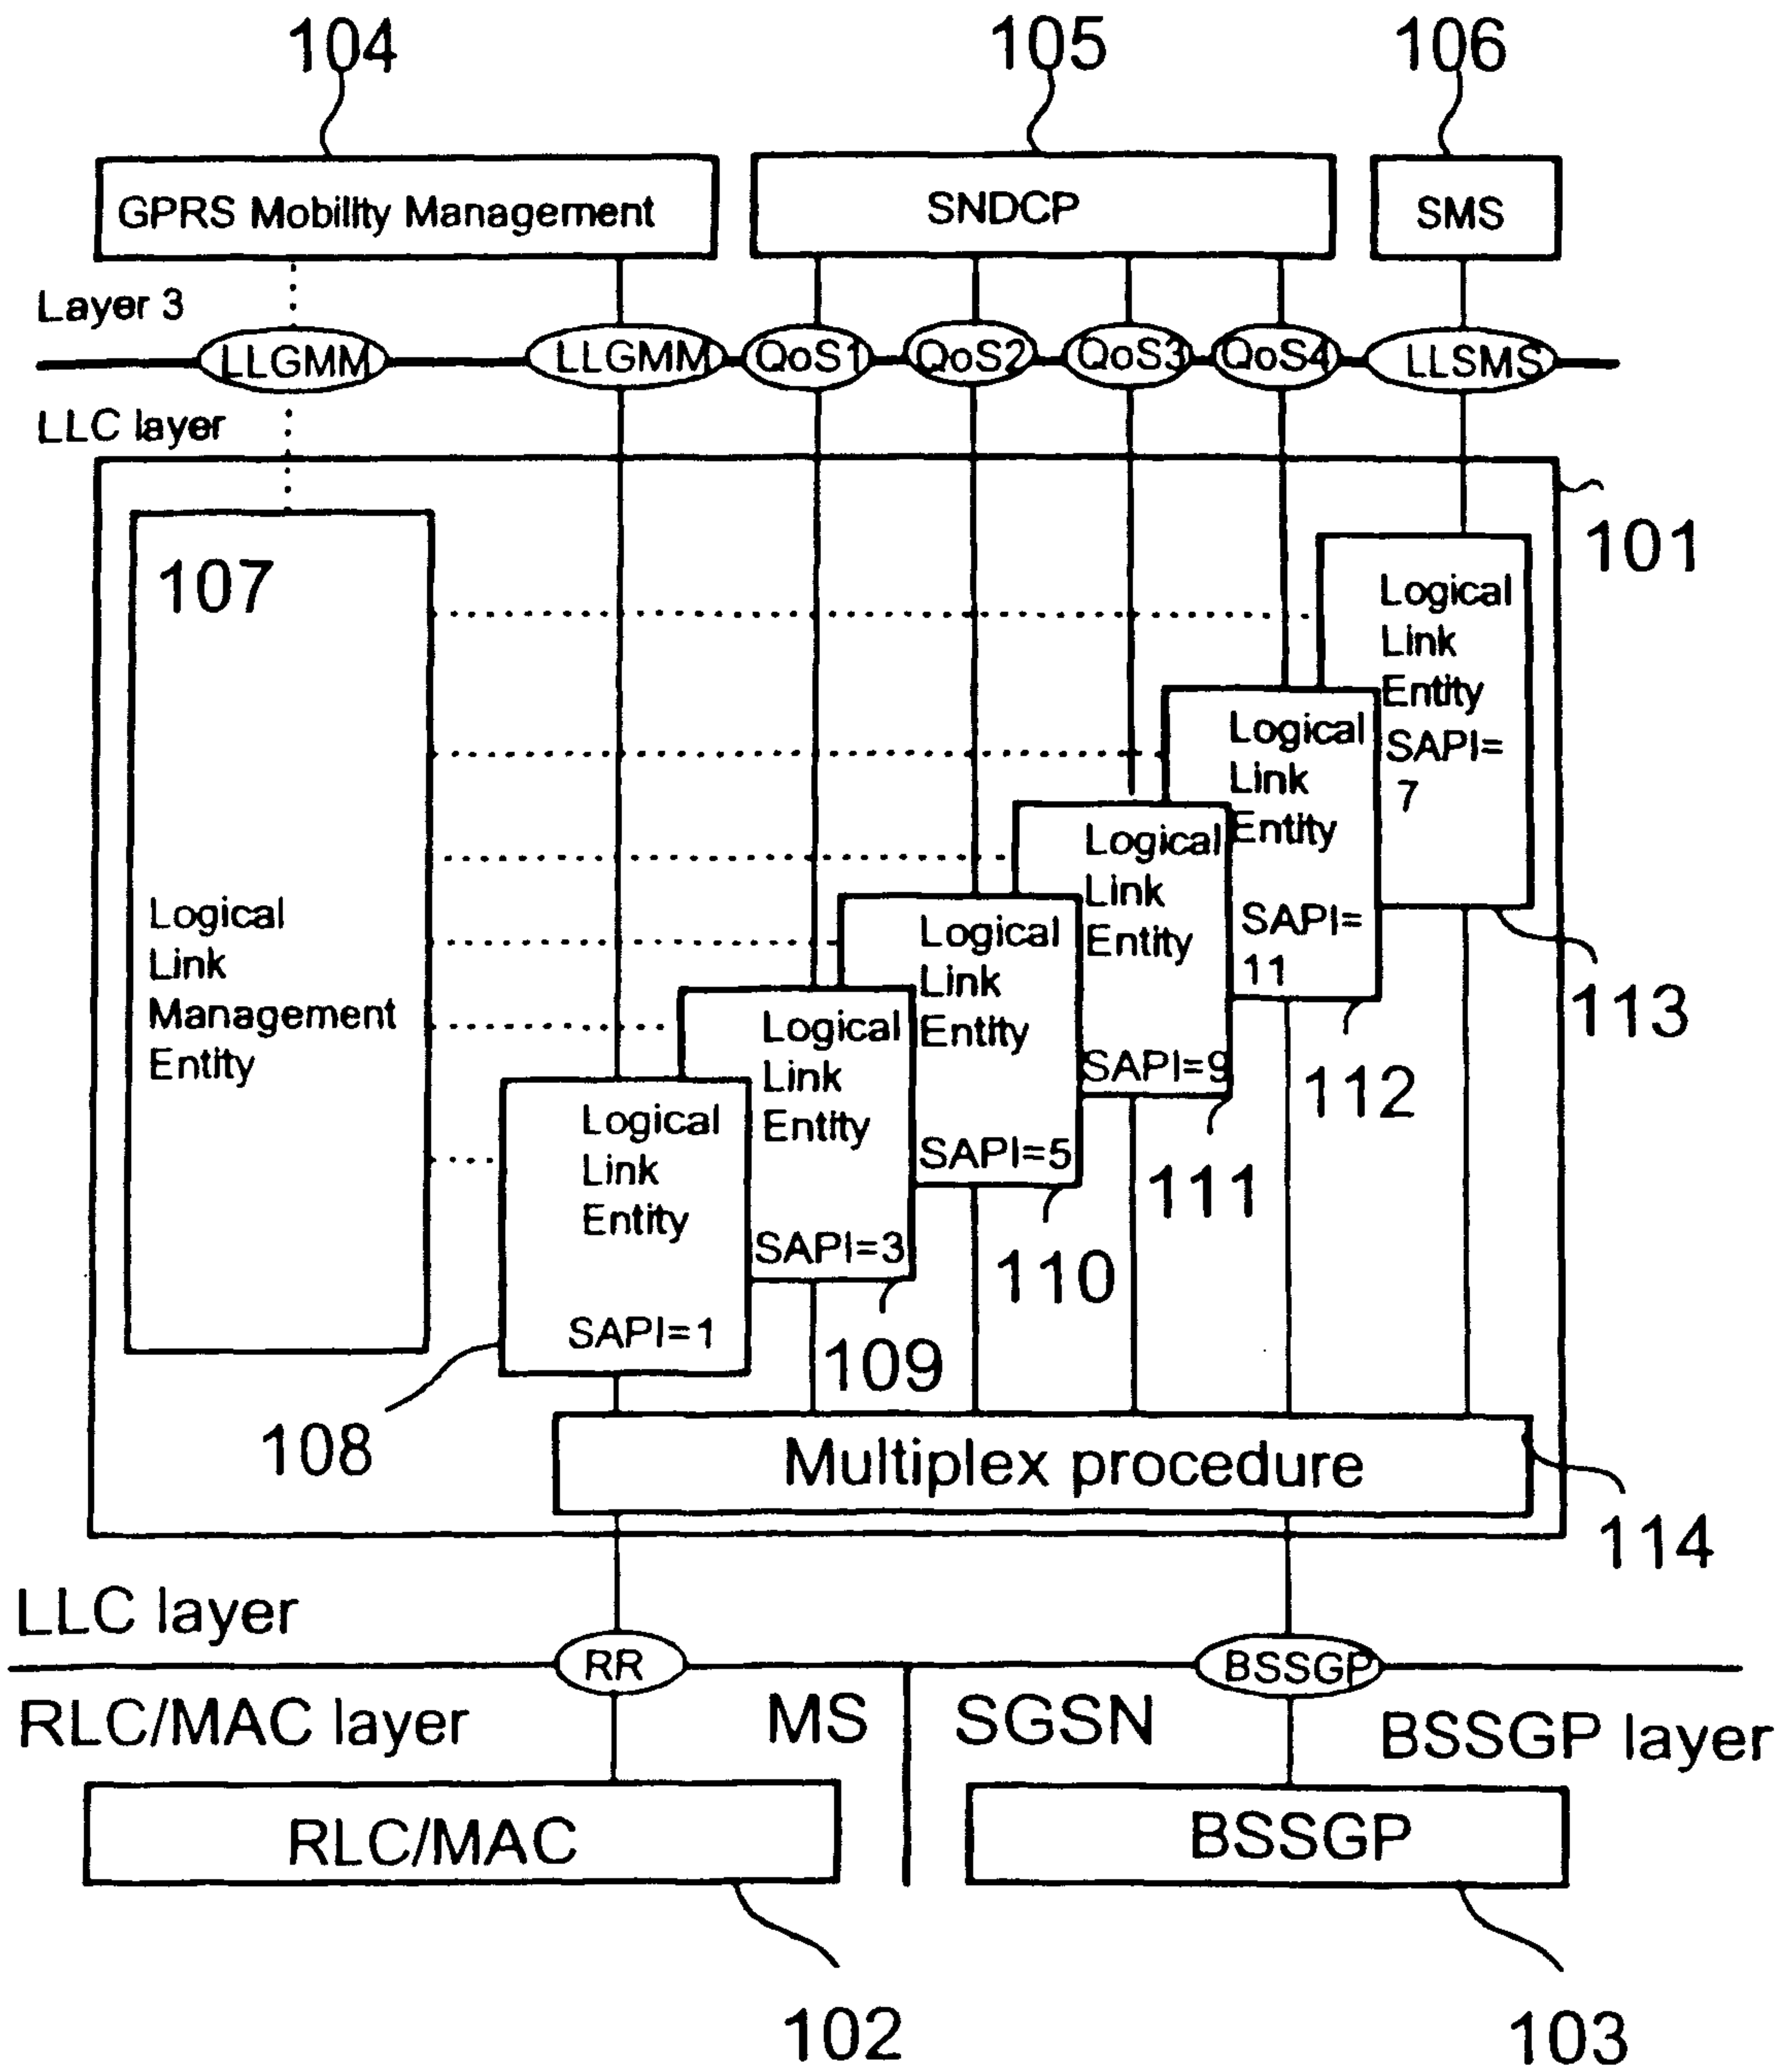 104
105
106
GPRS Mobility Management
SNDCP
SMS
Layer 3
LLGMM
LLGMM
QoS1
QoS2
QoS3
QoS4
LLSMS
LLC layer
101
107
Logical
Link
Entity
SAPI=
7
Logical
Link
Entity
SAPI=
11
Logical
Link
Entity
SAPI=9
Logical
Link
Entity
SAPI=5
Logical
Link
Entity
SAPI=3
Logical
Link
Entity
SAPI=1
Logical
Link
Management
Entity
113
112
111
110
109
108
Multiplex procedure
114
LLC layer
RR
BSSGP
RLC/MAC layer
MS
SGSN
BSSGP layer
RLC/MAC
BSSGP
102
103